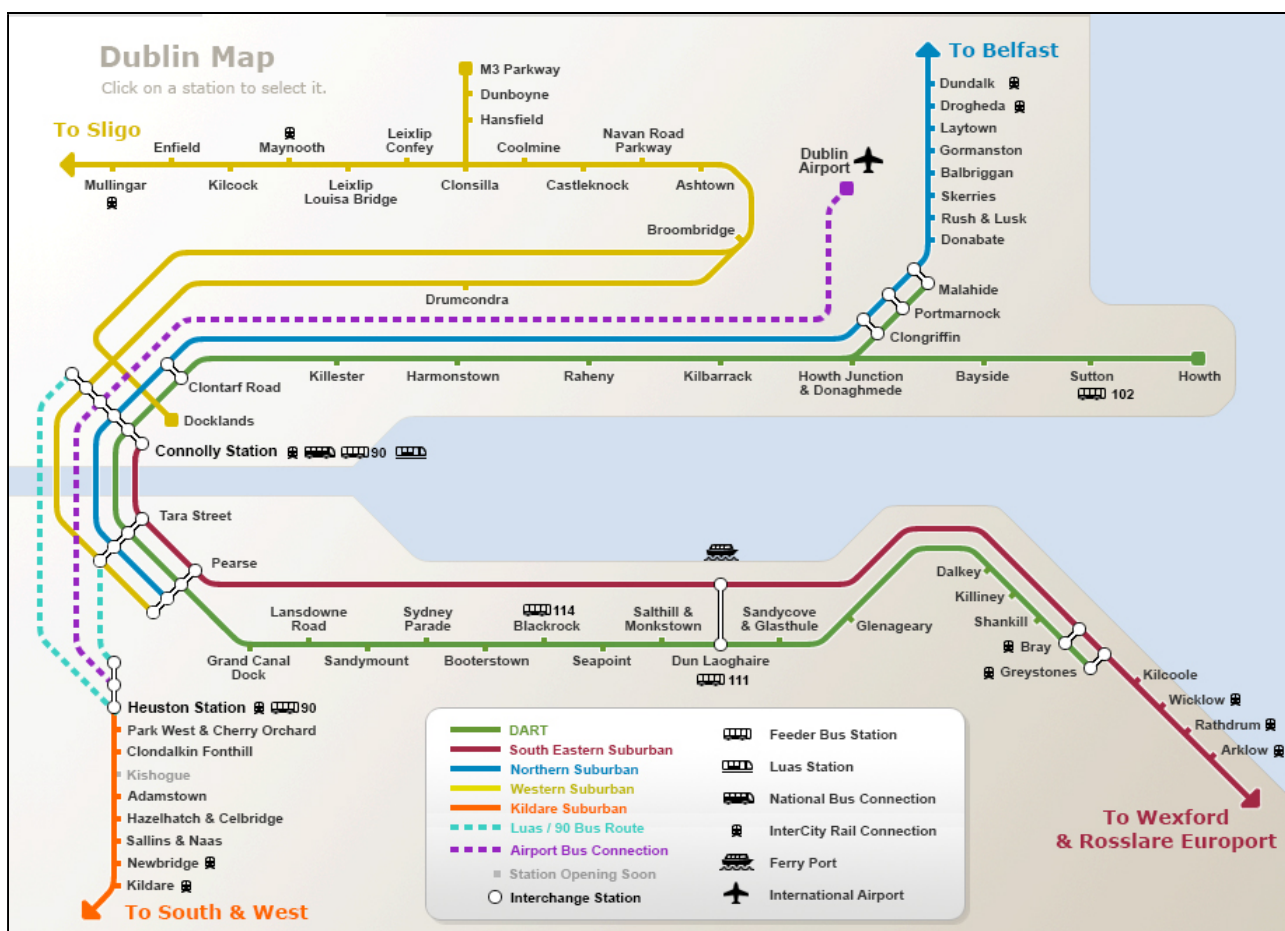 Dublin Map
Click on a station to select it.
To Sligo
To Belfast
M3 Parkway
Dunboyne
Hansfield
Enfield
Maynooth
Leixlip
Confey
Coolmine
Navan Road
Parkway
Mullingar
Kilcock
Leixlip
Louisa Bridge
Clonsilla
Castleknock
Ashtown
Broombridge
Drumcondra
Dublin
Airport
Dundalk
Drogheda
Laytown
Gormanston
Balbriggan
Skerries
Rush & Lusk
Donabate
Malahide
Portmarnock
Clongriffin
Clontarf Road
Killester
Harmonstown
Raheny
Kilbarrack
Howth Junction
& Donaghmede
Bayside
Sutton
102
Howth
Docklands
Connolly Station
90
Tara Street
Pearse
Lansdowne
Road
Sydney
Parade
114
Blackrock
Salthill &
Monkstown
Sandycove
& Glasthule
Glenageary
Grand Canal
Dock
Sandymount
Booterstown
Seapoint
Dun Laoghaire
111
Dalkey
Killiney
Shankill
Bray
Greystones
Kilcoole
Wicklow
Rathdrum
Arklow
To Wexford
& Rosslare Europort
Heuston Station
90
Park West & Cherry Orchard
Clondalkin Fonthill
Kishogue
Adamstown
Hazelhatch & Celbridge
Sallins & Naas
Newbridge
Kildare
To South & West
DART
South Eastern Suburban
Northern Suburban
Western Suburban
Kildare Suburban
Luas / 90 Bus Route
Airport Bus Connection
Station Opening Soon
Interchange Station
Feeder Bus Station
Luas Station
National Bus Connection
InterCity Rail Connection
Ferry Port
International Airport